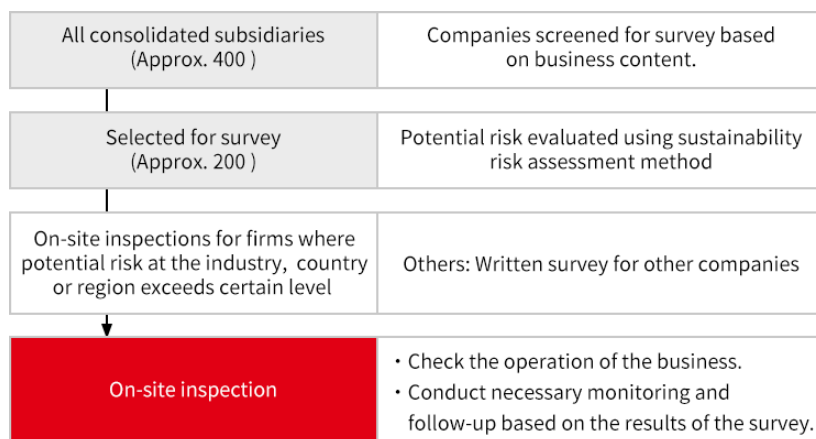 All consolidated subsidiaries
(Approx. 400 )
Companies screened for survey based
on business content.
Selected for survey
(Approx. 200 )
Potential risk evaluated using sustainability
risk assessment method
On-site inspections for firms where
potential risk at the industry, country
or region exceeds certain level
Others: Written survey for other companies
On-site inspection
・Check the operation of the business.
・Conduct necessary monitoring and
follow-up based on the results of the survey.